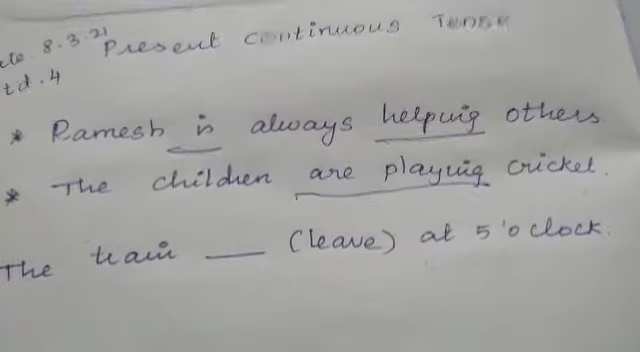 8.3.21 Present Continuous Tense
td.4
* Ramesh is always helping others
* The children are playing cricket.
The train ___ (leave) at 5'o clock.